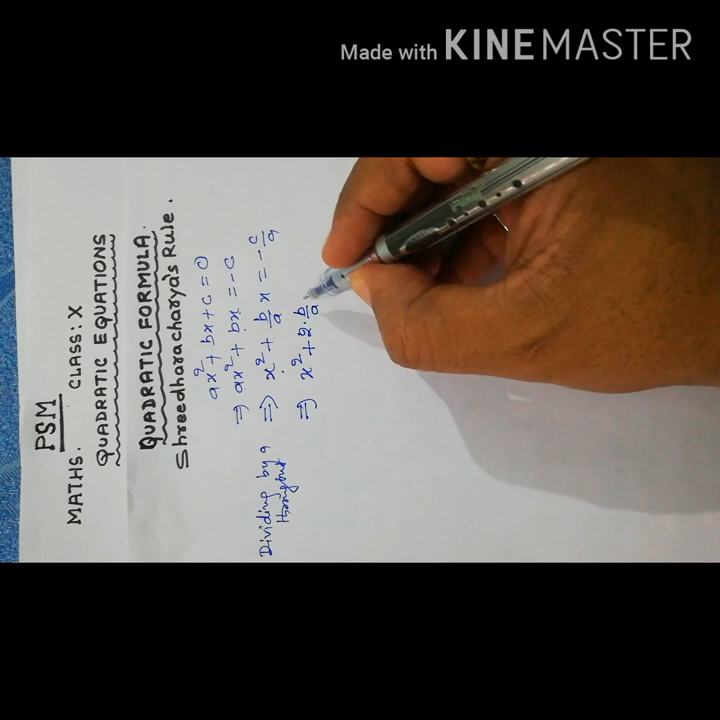 Made with KINEMASTER
PSM
MATHS. CLASS: X
QUADRATIC EQUATIONS
QUADRATIC FORMULA.
Shreedharacharya's Rule.
ax² + bx + c = 0
⇒ ax² + bx = -c
Dividing by a ⇒ x² + b/a x = -c/a
⇒ x² + 2·b/a